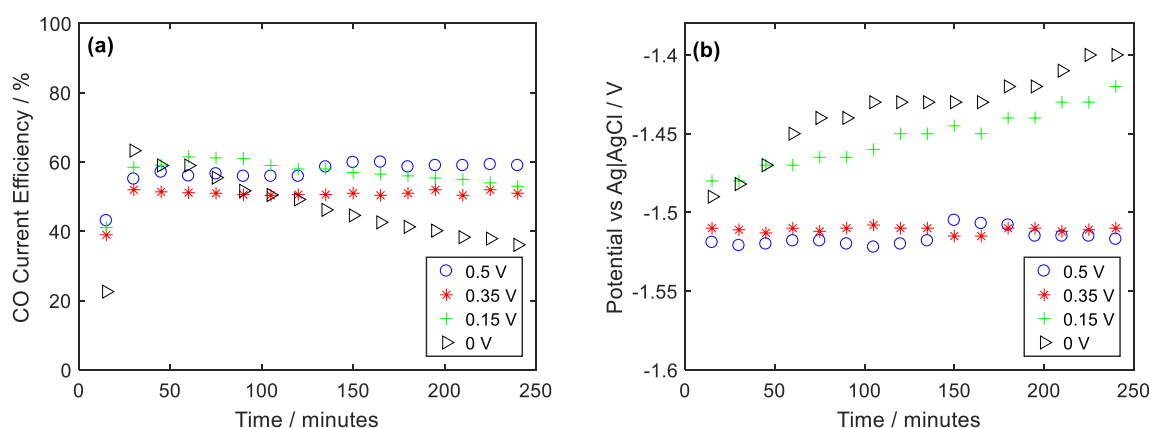 (a)
CO Current Efficiency / %
100
80
60
40
20
0
0 50 100 150 200 250
Time / minutes
0.5 V
0.35 V
0.15 V
0 V
(b)
Potential vs Ag|AgCl / V
-1.4
-1.45
-1.5
-1.55
-1.6
0 50 100 150 200 250
Time / minutes
0.5 V
0.35 V
0.15 V
0 V